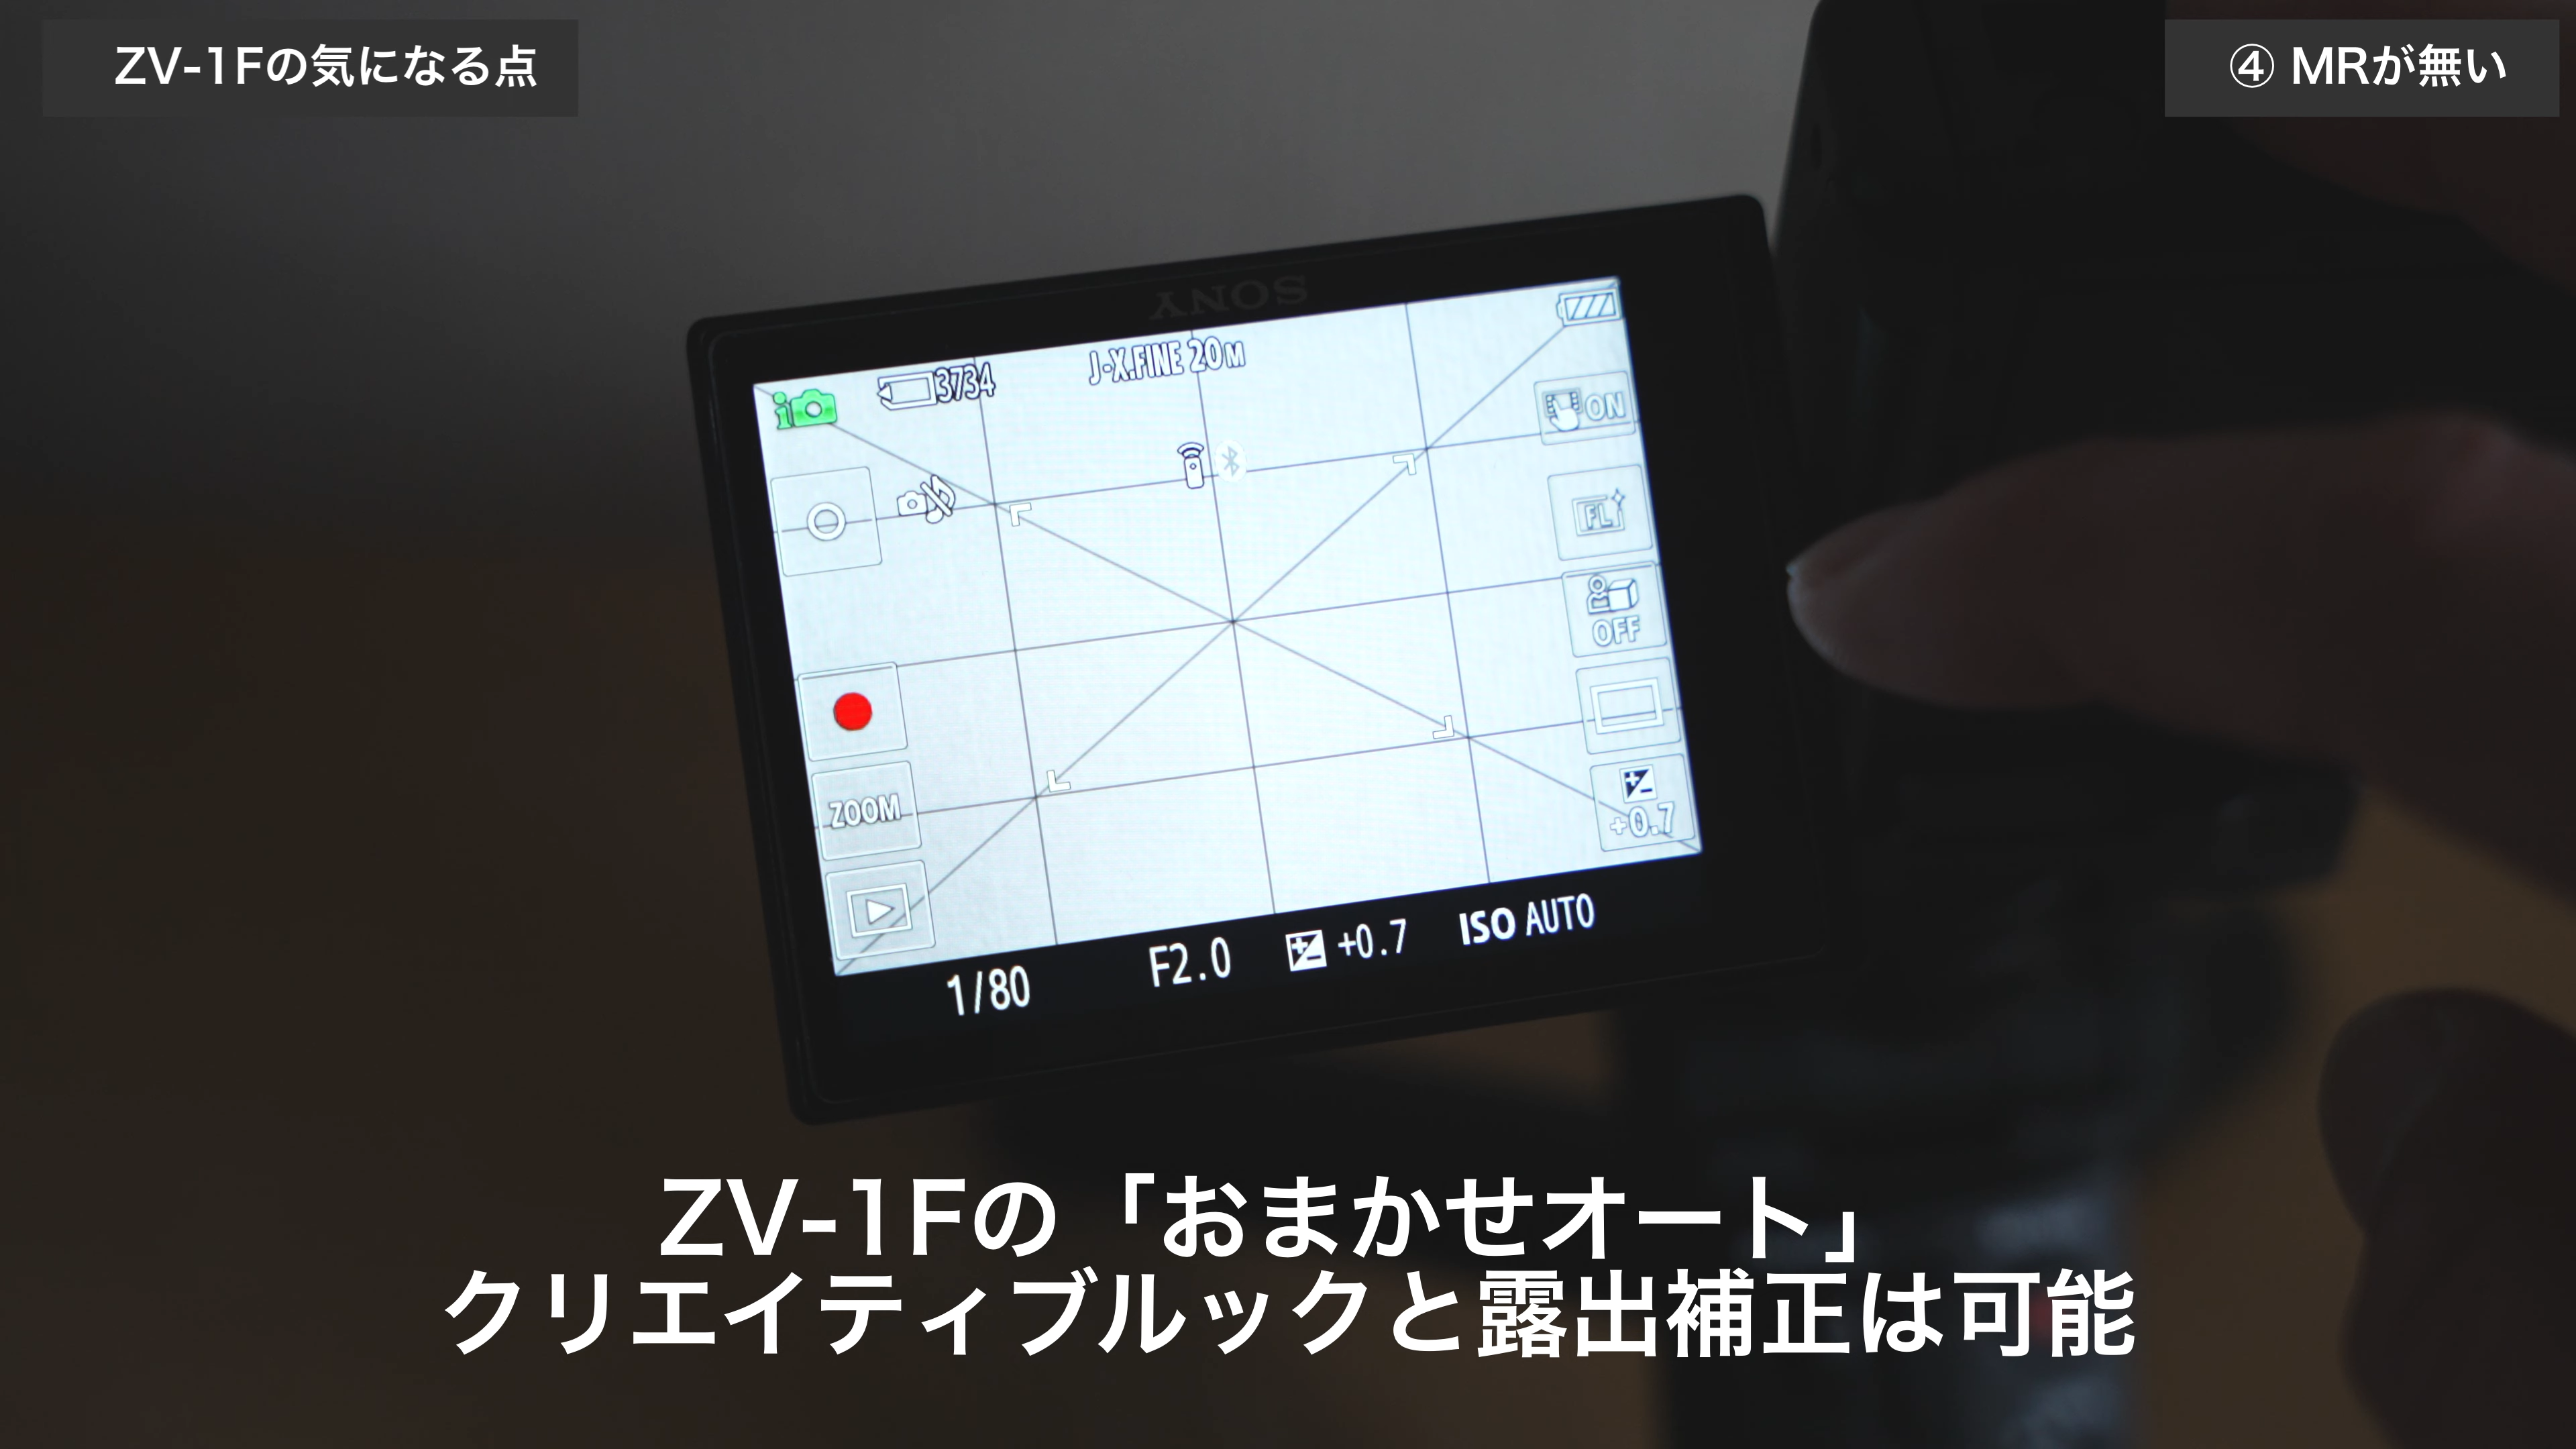 ZV-1Fの気になる点
④ MRが無い
SONY
3734
J-X.FINE 20M
ON
FL
OFF
ZOOM
+0.7
1/80
F2.0
+0.7
ISO AUTO
ZV-1Fの「おまかせオート」
クリエイティブルックと露出補正は可能